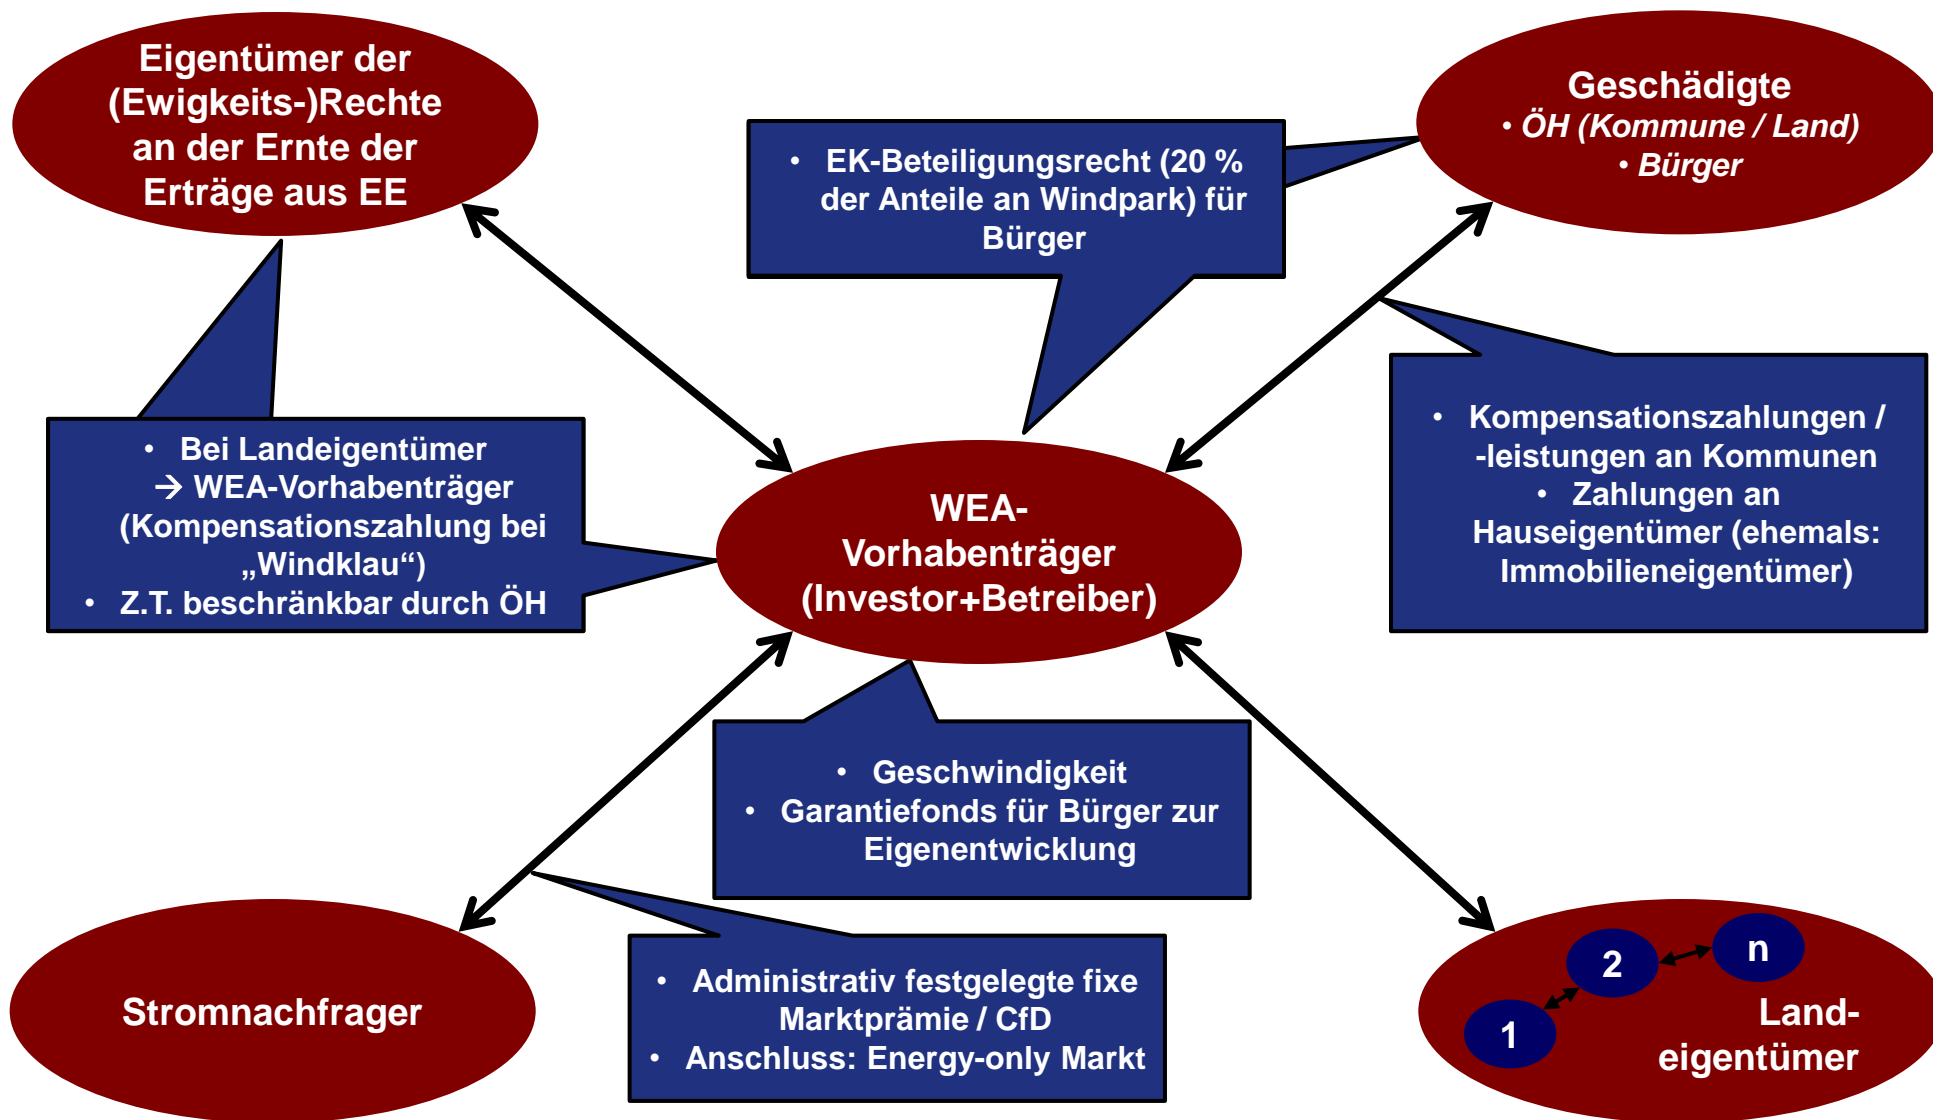 Eigentümer der
(Ewigkeits-)Rechte
an der Ernte der
Erträge aus EE
Geschädigte
• ÖH (Kommune / Land)
• Bürger
• EK-Beteiligungsrecht (20 %
der Anteile an Windpark) für
Bürger
• Bei Landeigentümer
→ WEA-Vorhabenträger
(Kompensationszahlung bei
„Windklau“)
• Z.T. beschränkbar durch ÖH
• Kompensationszahlungen /
-leistungen an Kommunen
• Zahlungen an
Hauseigentümer (ehemals:
Immobilieneigentümer)
WEA-
Vorhabenträger
(Investor+Betreiber)
• Geschwindigkeit
• Garantiefonds für Bürger zur
Eigenentwicklung
Stromnachfrager
• Administrativ festgelegte fixe
Marktprämie / CfD
• Anschluss: Energy-only Markt
1
2
n
Land-
eigentümer